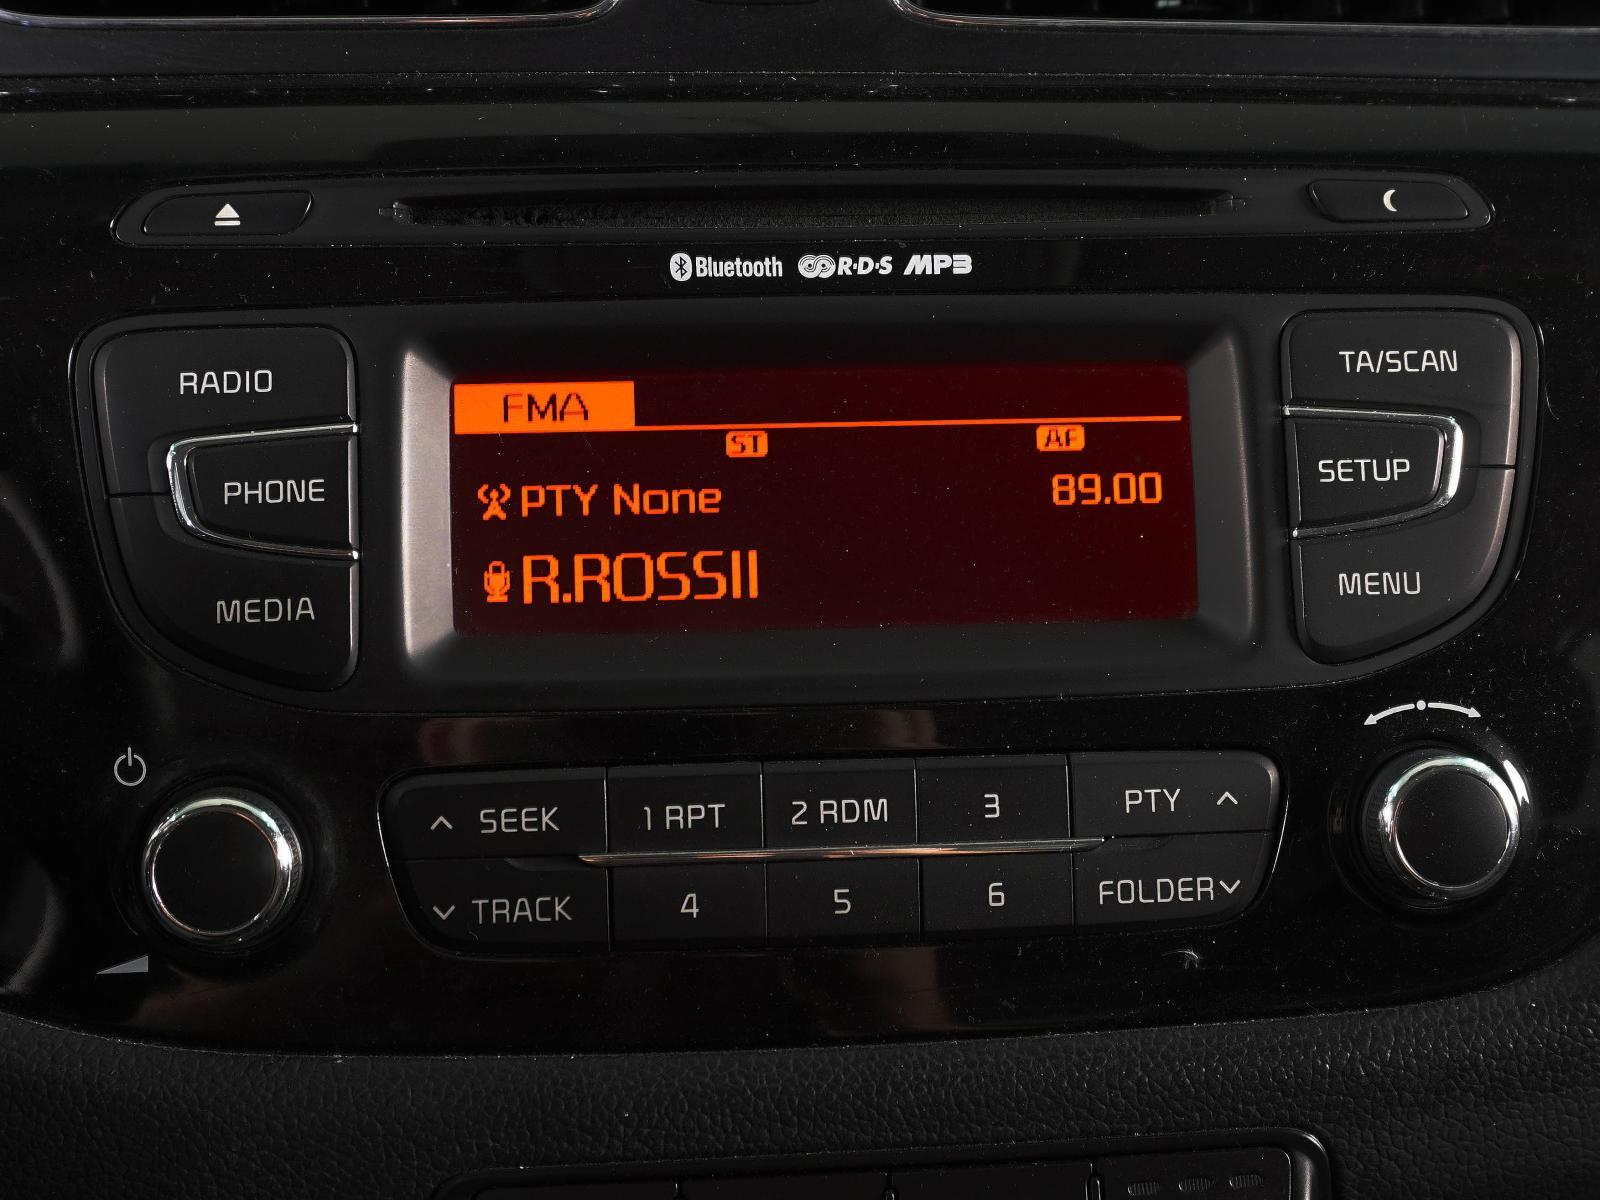 Bluetooth R·D·S MP3
RADIO
PHONE
MEDIA
FMA
ST AF
PTY None 89.00
R.ROSSII
TA/SCAN
SETUP
MENU
SEEK 1 RPT 2 RDM 3 PTY
TRACK 4 5 6 FOLDER